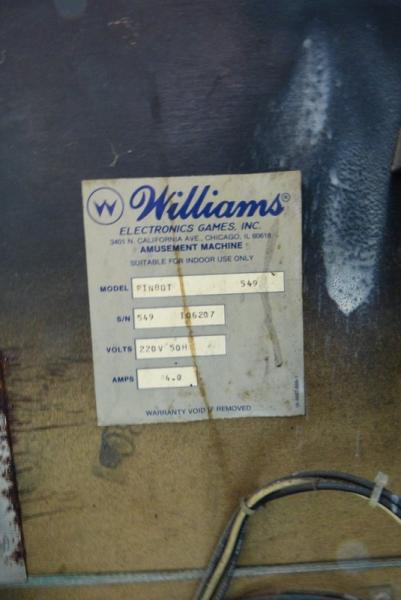 W Williams®
ELECTRONICS GAMES, INC.
3401 N. CALIFORNIA AVE., CHICAGO, IL 60618
AMUSEMENT MACHINE
SUITABLE FOR INDOOR USE ONLY
MODEL PINBOT 549
S/N 549 106207
VOLTS 220V 50H
AMPS 4.0
WARRANTY VOID IF REMOVED